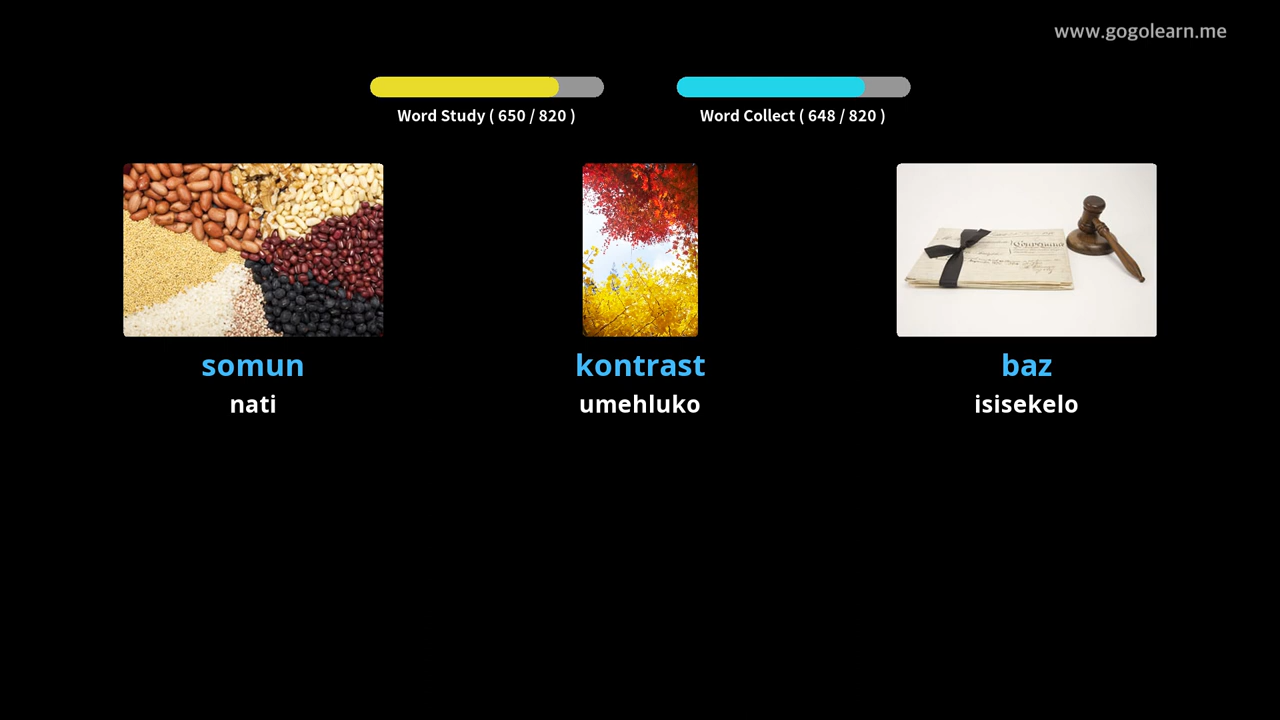 www.gogolearn.me
Word Study ( 650 / 820 )
Word Collect ( 648 / 820 )
somun
nati
kontrast
umehluko
baz
isisekelo